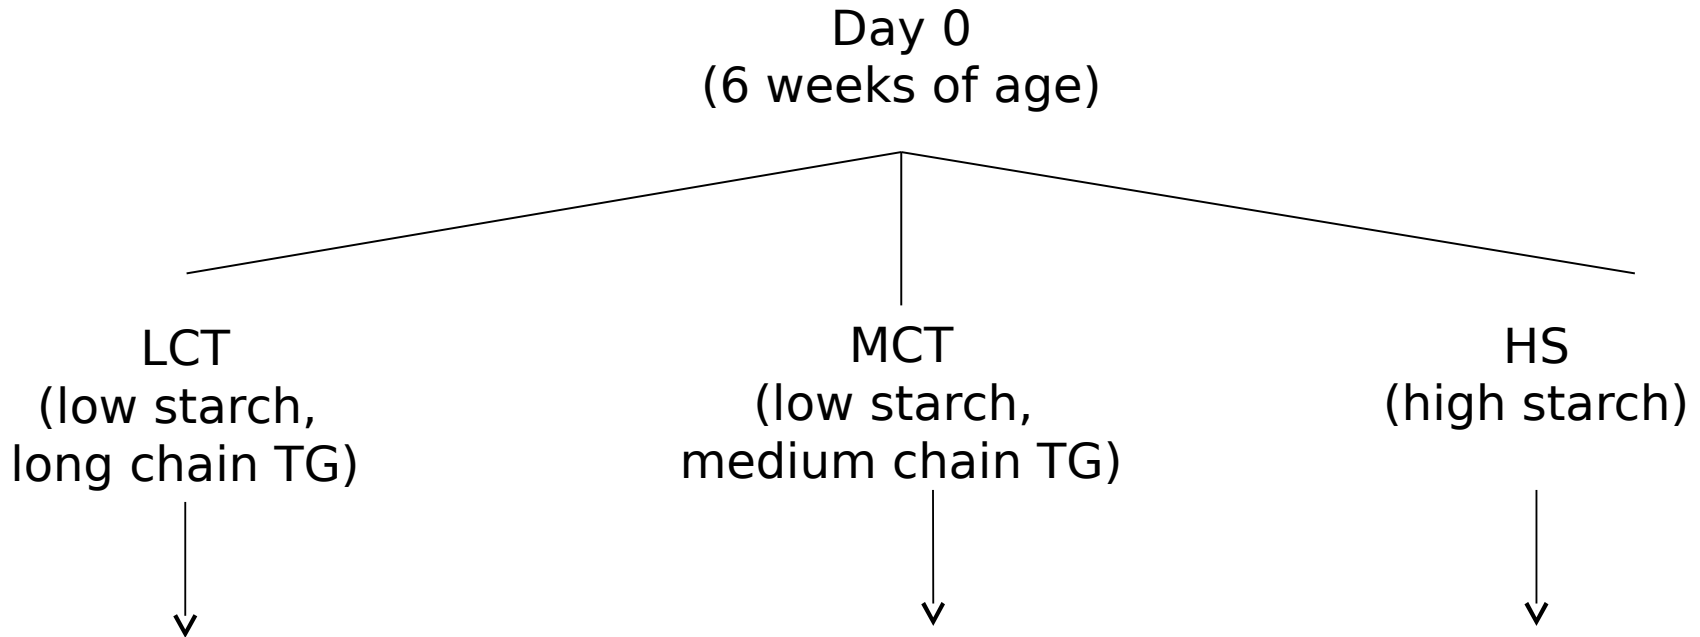 Day 0
(6 weeks of age)
LCT
(low starch,
long chain TG)
MCT
(low starch,
medium chain TG)
HS
(high starch)